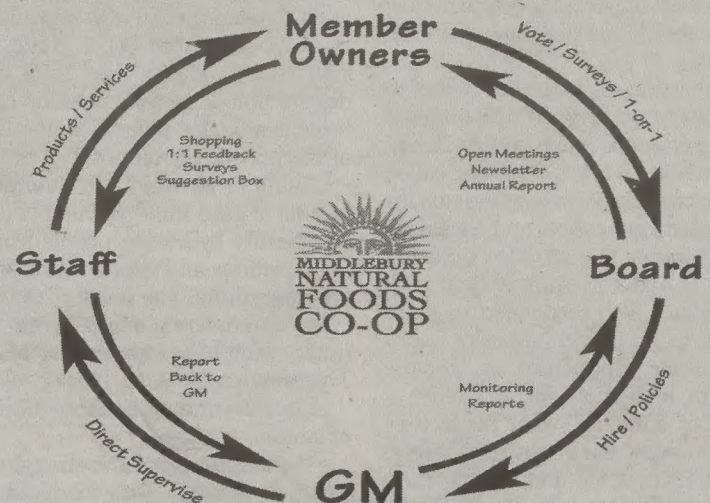 Member
Owners
Products / Services
Vote / Surveys / 1-on-1
Shopping
1:1 Feedback
Surveys
Suggestion Box
Open Meetings
Newsletter
Annual Report
Staff
MIDDLEBURY
NATURAL
FOODS
CO-OP
Board
Report
Back to
GM
Monitoring
Reports
Direct Supervise
Hire / Policies
GM